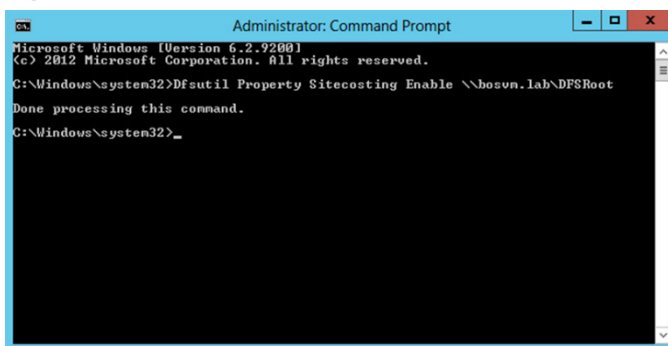 Administrator: Command Prompt
Microsoft Windows [Version 6.2.9200]
(c) 2012 Microsoft Corporation. All rights reserved.
C:\Windows\system32>Dfsutil Property Sitecosting Enable \\bosvm.lab\DFSRoot
Done processing this command.
C:\Windows\system32>_